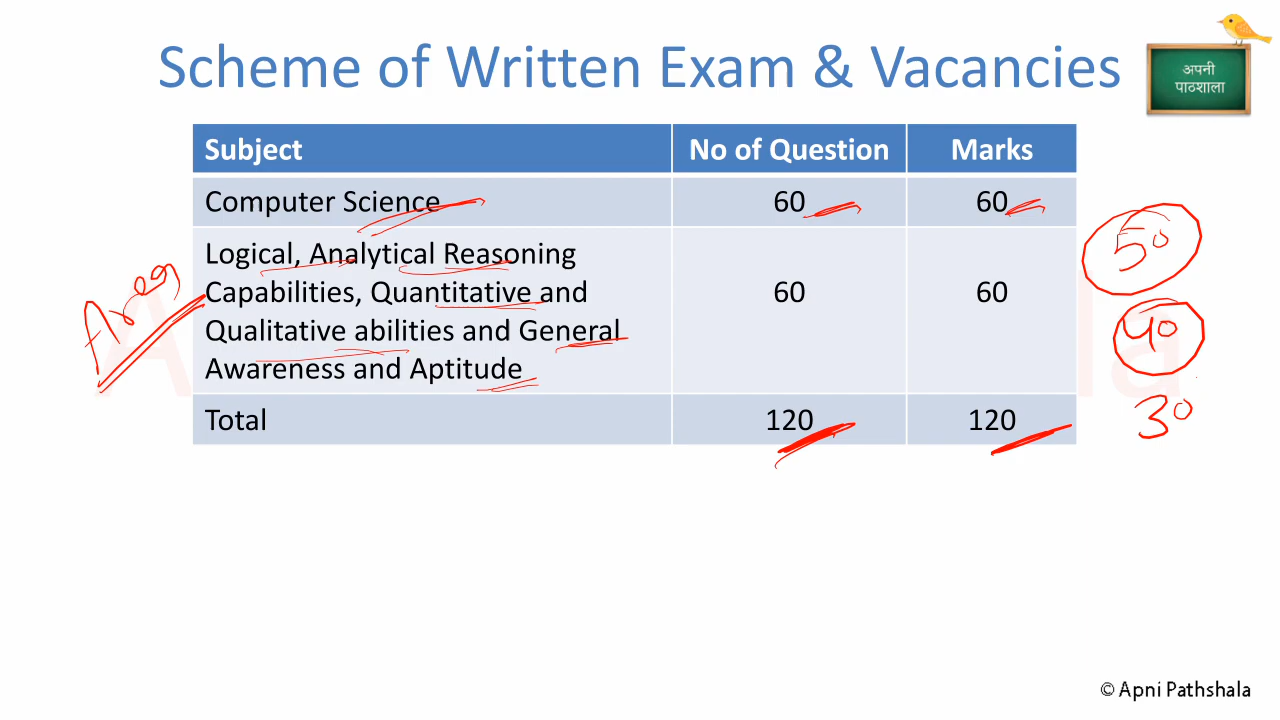 Scheme of Written Exam & Vacancies
अपनी
पाठशाला
Subject No of Question Marks
Computer Science 60 60
Logical, Analytical Reasoning
Capabilities, Quantitative and 60 60
Qualitative abilities and General
Awareness and Aptitude
Total 120 120
50
40
30
© Apni Pathshala